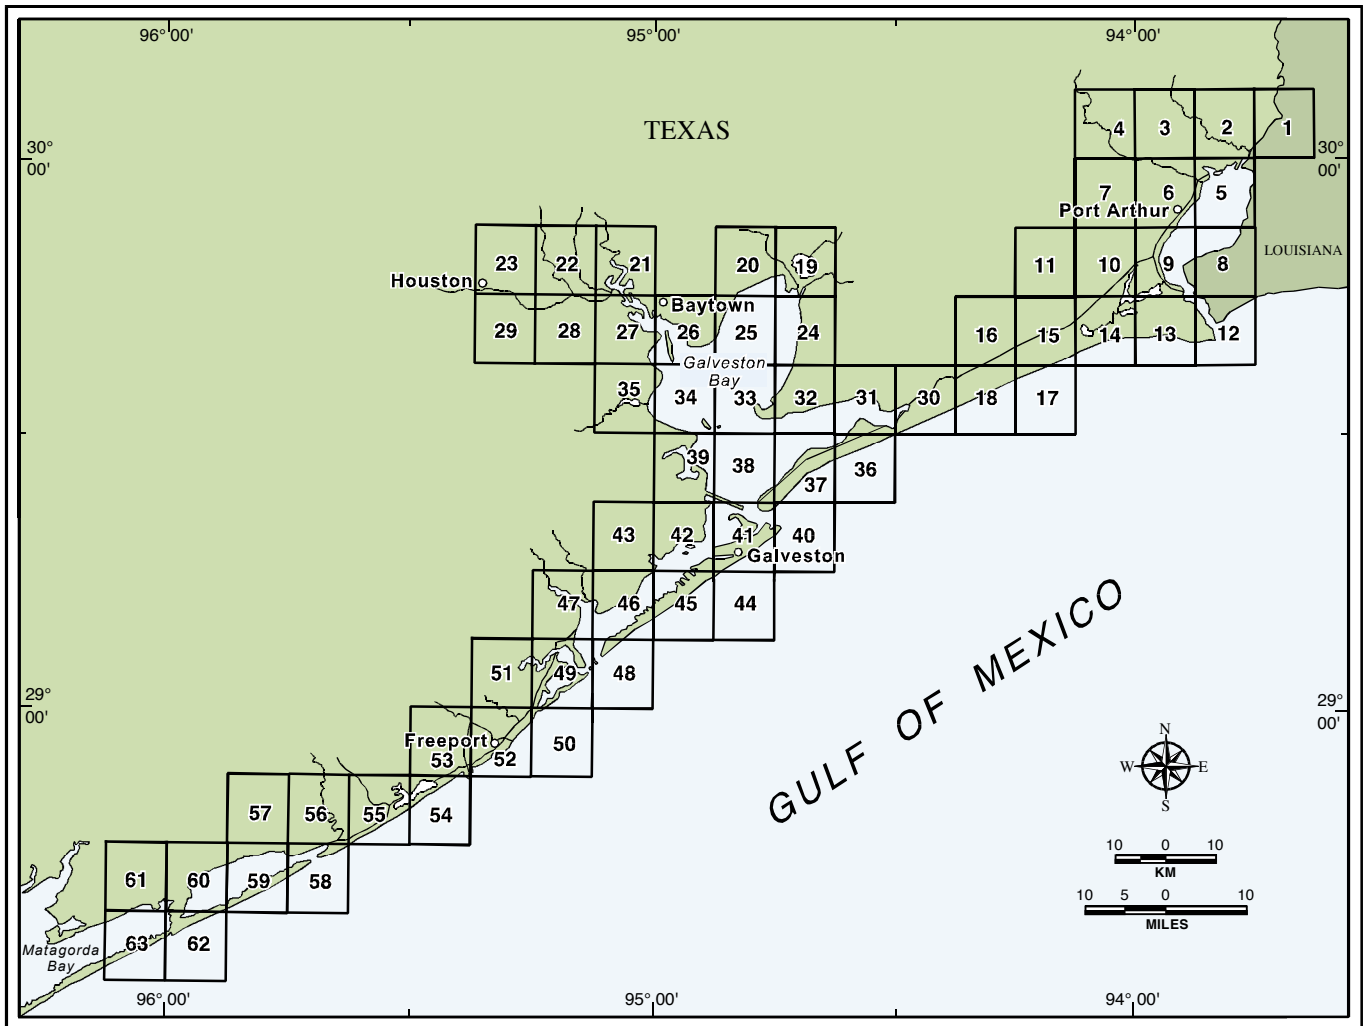 96° 00'
95° 00'
94° 00'
TEXAS
4 3 2 1
30°
00'
30°
00'
7 6 5
Port Arthur
LOUISIANA
23 22 21 20 19 11 10 9 8
Houston
Baytown
29 28 27 26 25 24 16 15 14 13 12
Galveston
Bay
35 34 33 32 31 30 18 17
39 38 37 36
43 42 41 40
Galveston
47 46 45 44
GULF OF MEXICO
51 49 48
29°
00'
29°
00'
Freeport
53 52 50
N
W E
S
57 56 55 54
10 0 10
KM
61 60 59 58
10 5 0 10
MILES
63 62
Matagorda
Bay
96° 00'
95° 00'
94° 00'